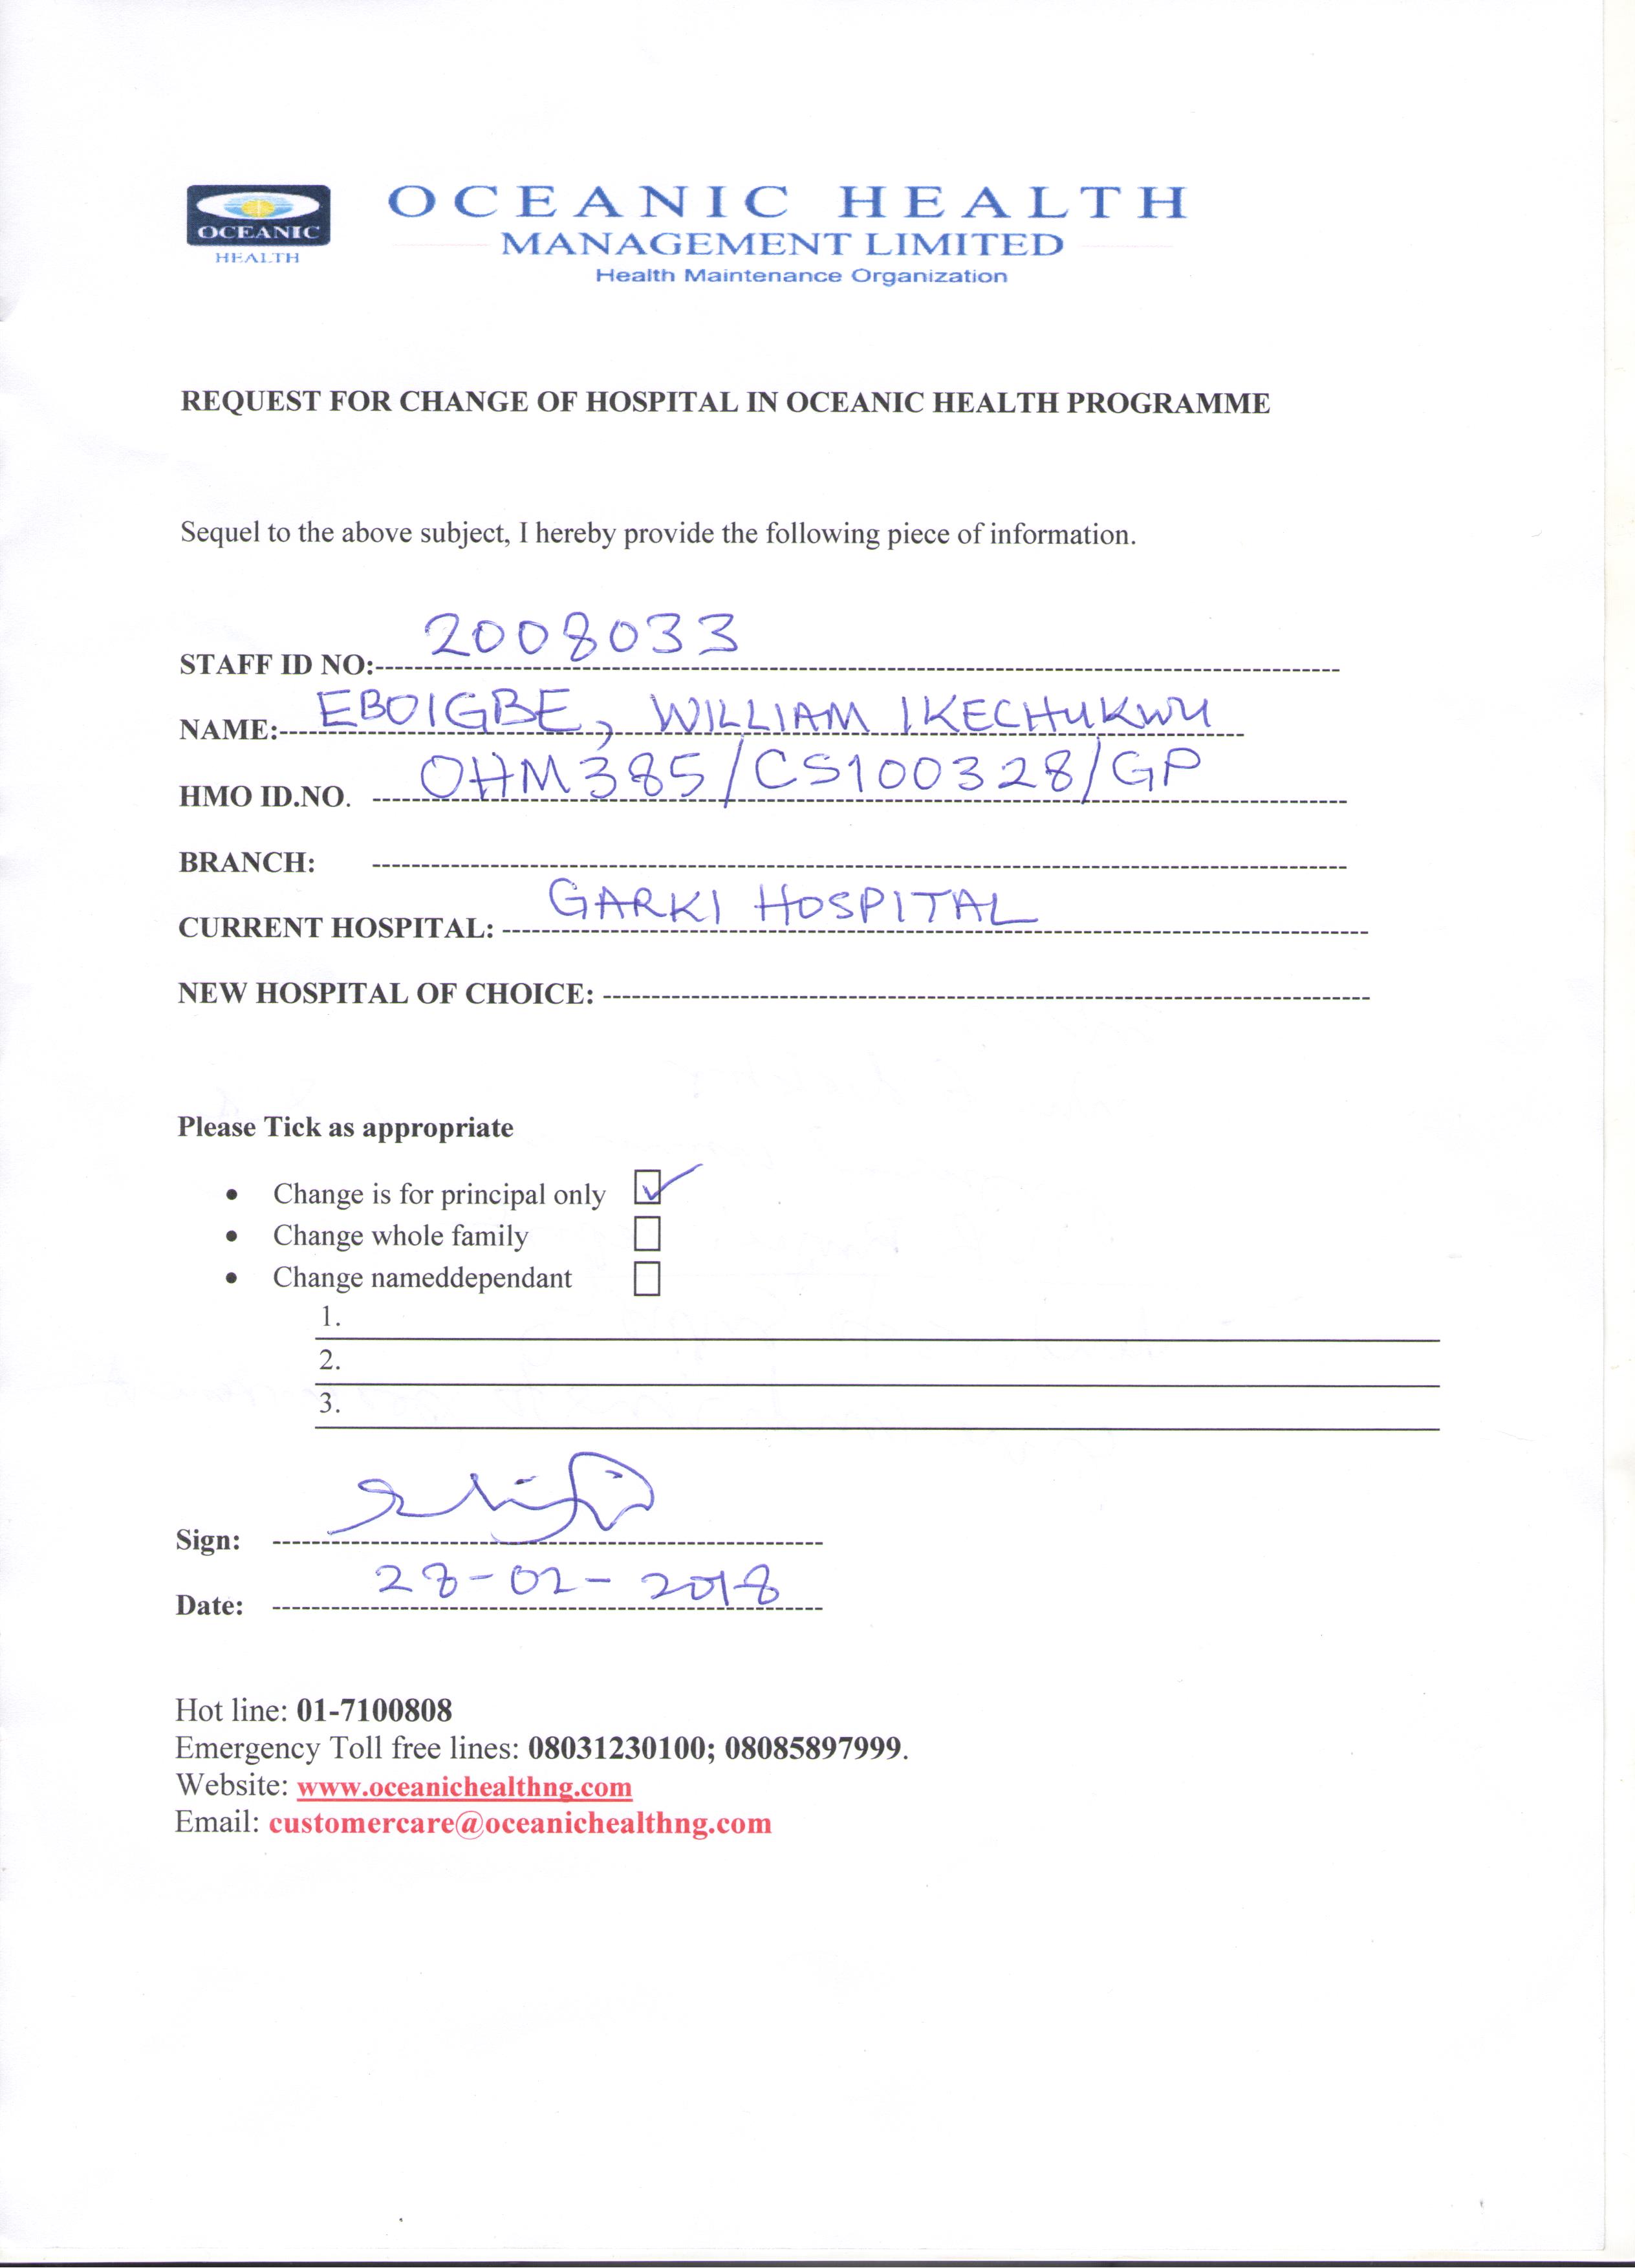 OCEANIC
HEALTH
OCEANIC HEALTH
MANAGEMENT LIMITED
Health Maintenance Organization
REQUEST FOR CHANGE OF HOSPITAL IN OCEANIC HEALTH PROGRAMME
Sequel to the above subject, I hereby provide the following piece of information.
STAFF ID NO: 2008033
NAME: EBOIGBE, WILLIAM IKECHUKWU
HMO ID.NO. OHM385/CS100328/GP
BRANCH:
CURRENT HOSPITAL: GARKI HOSPITAL
NEW HOSPITAL OF CHOICE:
Please Tick as appropriate
• Change is for principal only ☑
• Change whole family ☐
• Change nameddependant ☐
1.
2.
3.
Sign:
Date: 28-02-2018
Hot line: 01-7100808
Emergency Toll free lines: 08031230100; 08085897999.
Website: www.oceanichealthng.com
Email: customercare@oceanichealthng.com